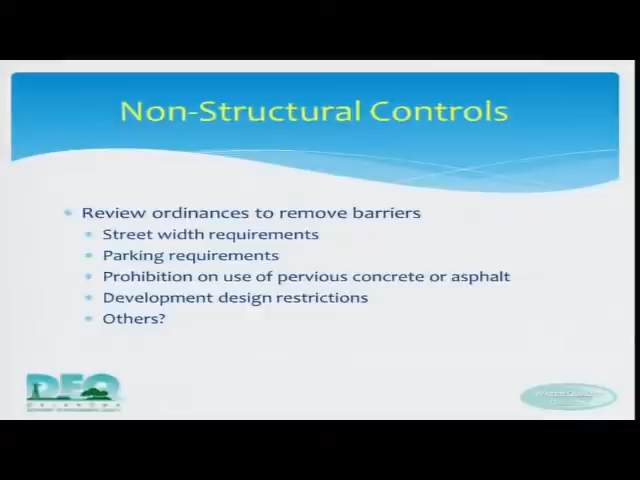 Non-Structural Controls
Review ordinances to remove barriers
Street width requirements
Parking requirements
Prohibition on use of pervious concrete or asphalt
Development design restrictions
Others?
DEQ
OKLAHOMA